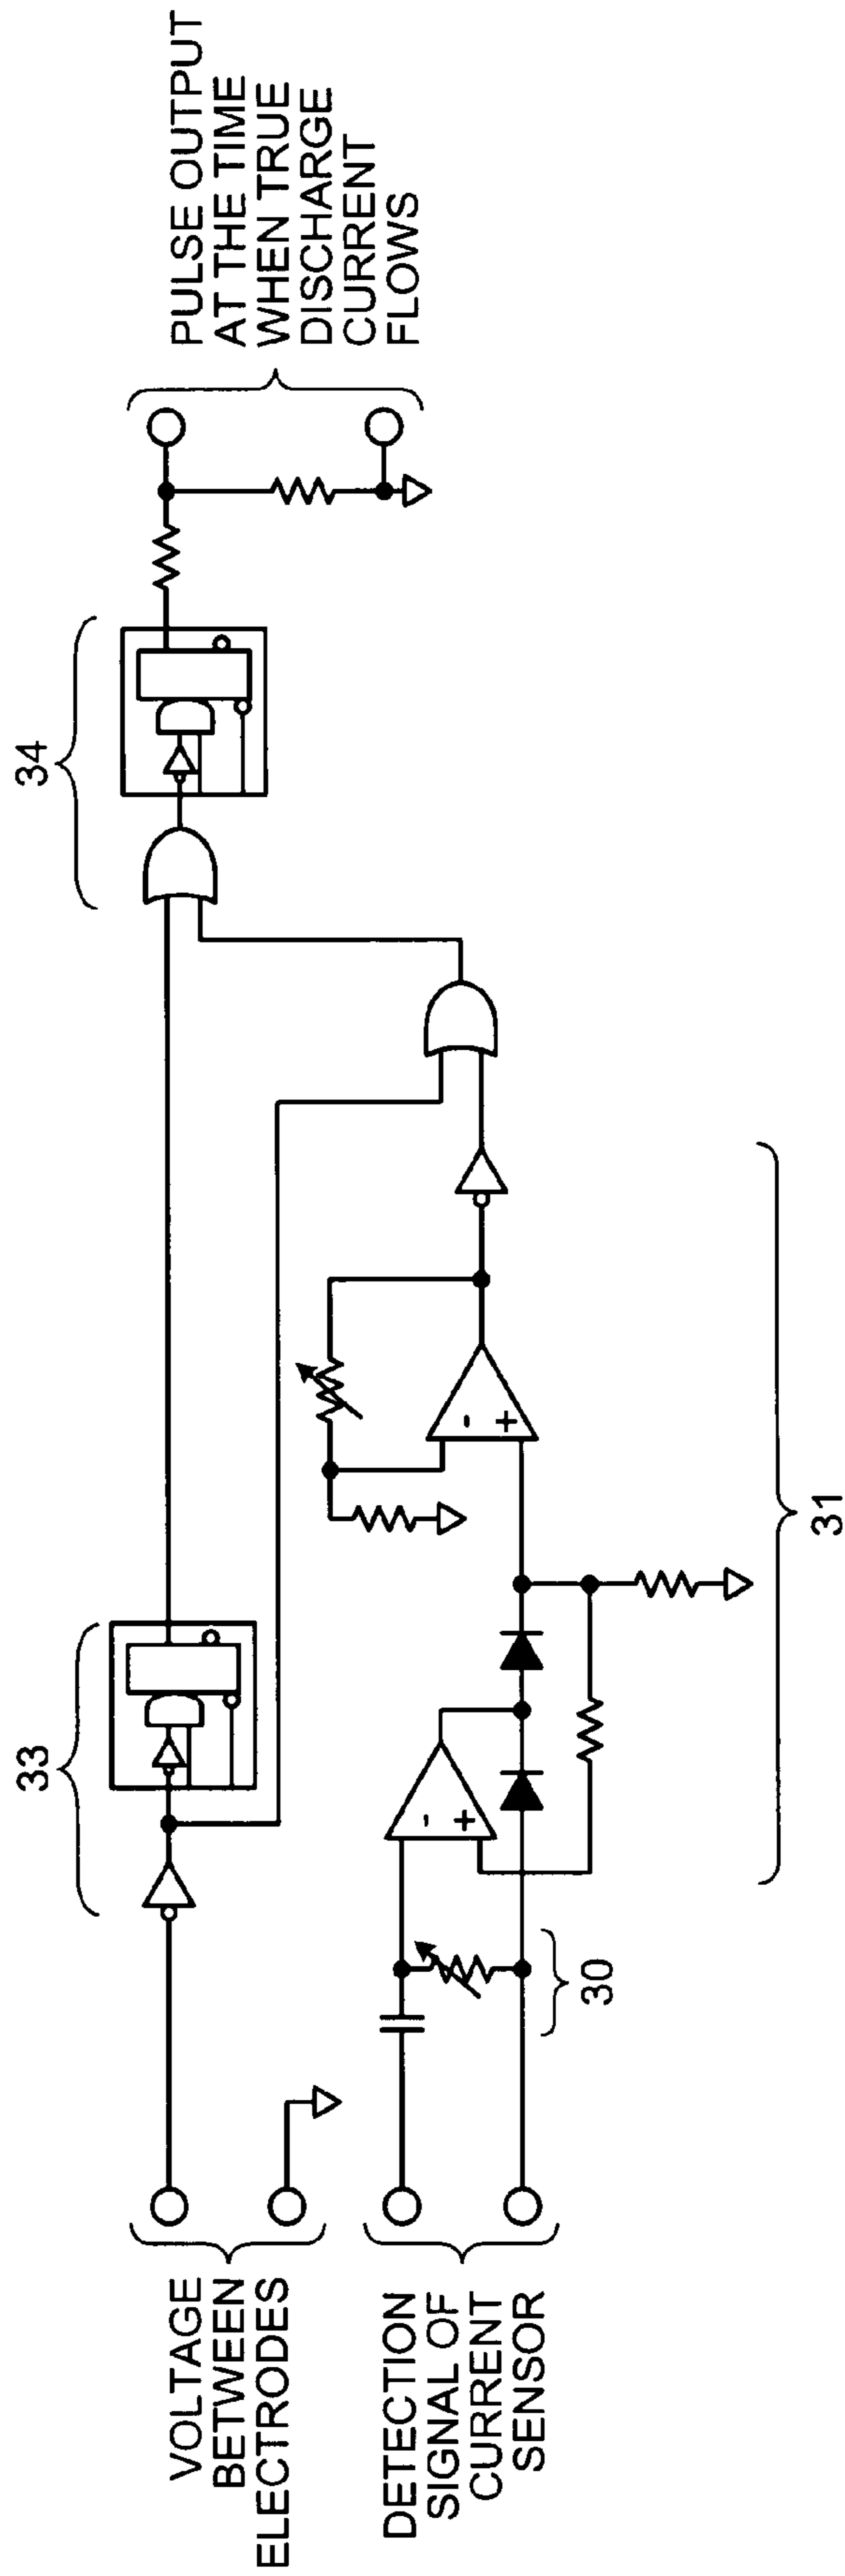 VOLTAGE
BETWEEN
ELECTRODES
DETECTION
SIGNAL OF
CURRENT
SENSOR
33
30
31
-
+
-
+
34
PULSE OUTPUT
AT THE TIME
WHEN TRUE
DISCHARGE
CURRENT
FLOWS